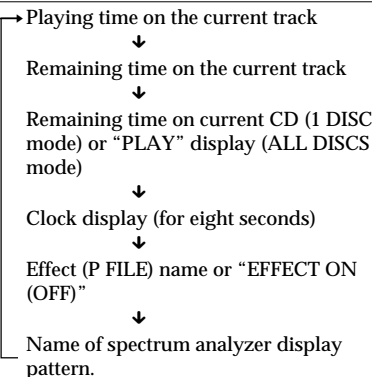 Playing time on the current track
Remaining time on the current track
Remaining time on current CD (1 DISC
mode) or “PLAY” display (ALL DISCS
mode)
Clock display (for eight seconds)
Effect (P FILE) name or “EFFECT ON
(OFF)”
Name of spectrum analyzer display
pattern.